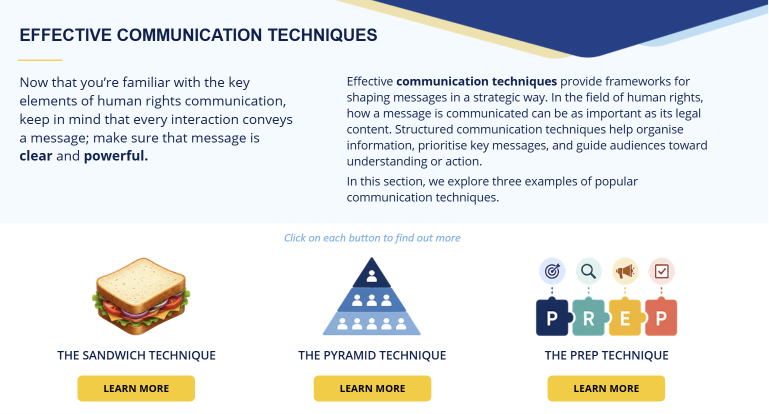 EFFECTIVE COMMUNICATION TECHNIQUES
Now that you're familiar with the key
elements of human rights communication,
keep in mind that every interaction conveys
a message; make sure that message is
clear and powerful.
Effective communication techniques provide frameworks for
shaping messages in a strategic way. In the field of human rights,
how a message is communicated can be as important as its legal
content. Structured communication techniques help organise
information, prioritise key messages, and guide audiences toward
understanding or action.
In this section, we explore three examples of popular
communication techniques.
Click on each button to find out more
P R E P
THE SANDWICH TECHNIQUE
THE PYRAMID TECHNIQUE
THE PREP TECHNIQUE
LEARN MORE
LEARN MORE
LEARN MORE